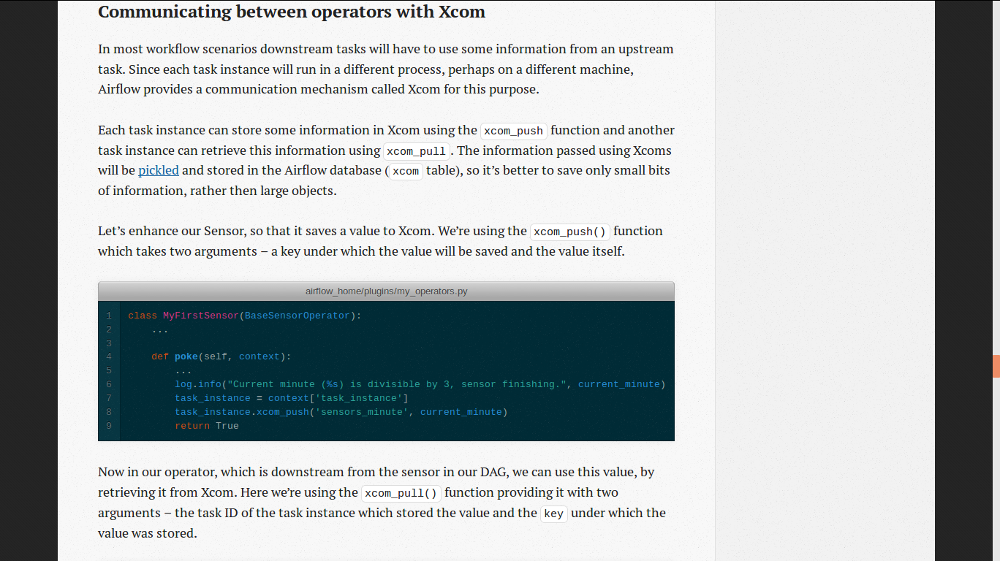 Communicating between operators with Xcom
In most workflow scenarios downstream tasks will have to use some information from an upstream
task. Since each task instance will run in a different process, perhaps on a different machine,
Airflow provides a communication mechanism called Xcom for this purpose.
Each task instance can store some information in Xcom using the xcom_push function and another
task instance can retrieve this information using xcom_pull. The information passed using Xcoms
will be pickled and stored in the Airflow database (xcom table), so it’s better to save only small bits
of information, rather then large objects.
Let’s enhance our Sensor, so that it saves a value to Xcom. We’re using the xcom_push() function
which takes two arguments – a key under which the value will be saved and the value itself.
airflow_home/plugins/my_operators.py
1 class MyFirstSensor(BaseSensorOperator):
2     ...
3
4     def poke(self, context):
5         ...
6         log.info("Current minute (%s) is divisible by 3, sensor finishing.", current_minute)
7         task_instance = context['task_instance']
8         task_instance.xcom_push('sensors_minute', current_minute)
9         return True
Now in our operator, which is downstream from the sensor in our DAG, we can use this value, by
retrieving it from Xcom. Here we’re using the xcom_pull() function providing it with two
arguments – the task ID of the task instance which stored the value and the key under which the
value was stored.